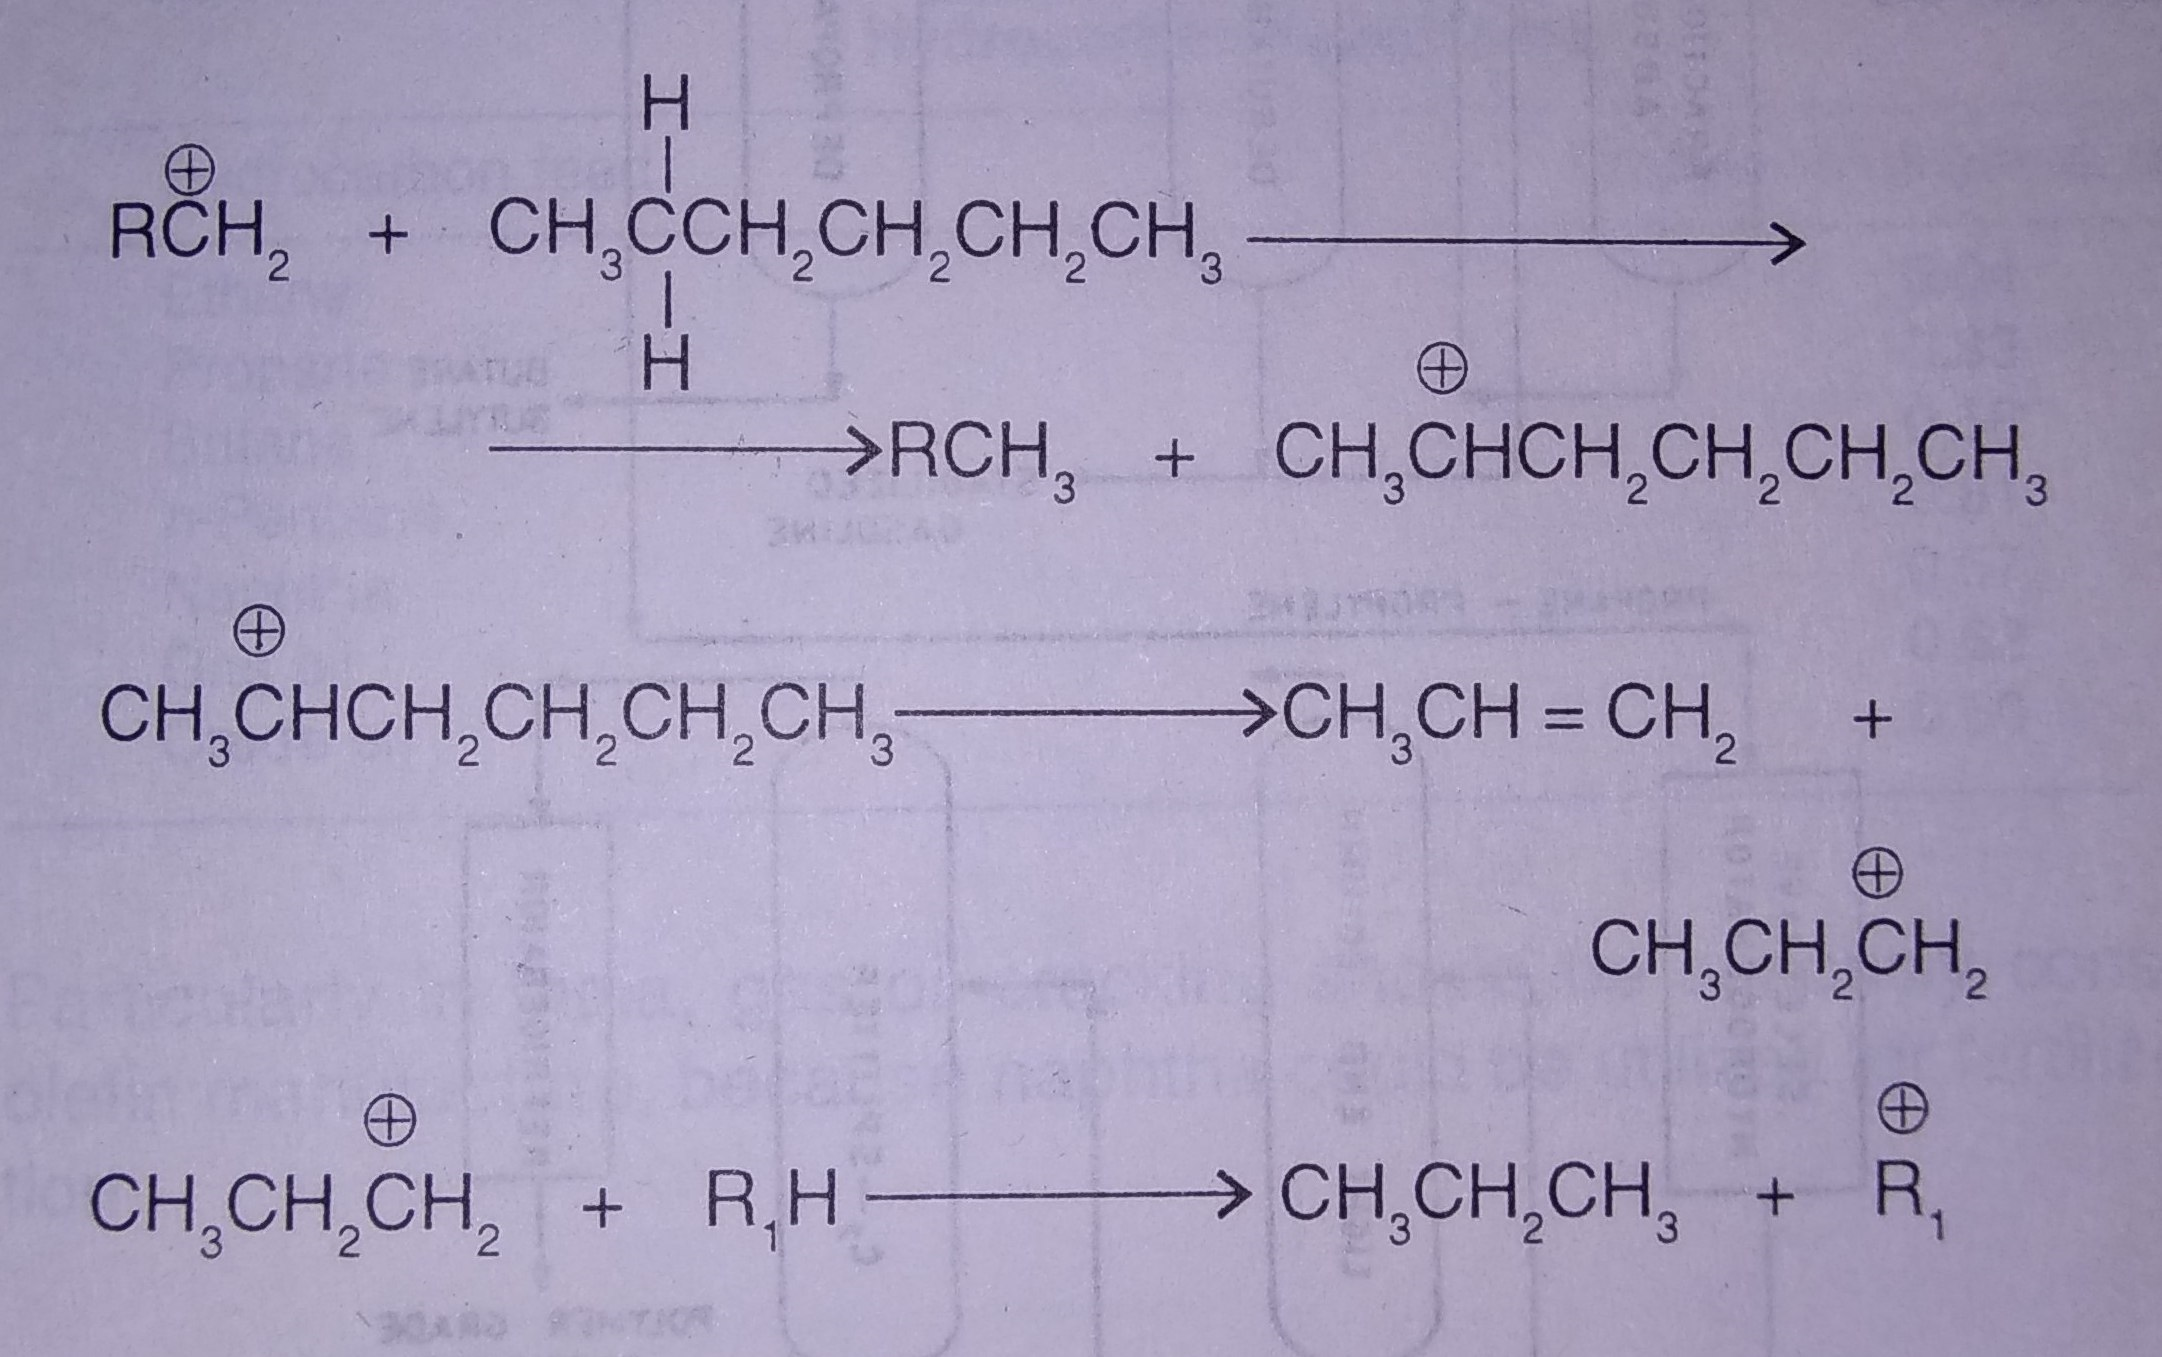 H
⊕
RCH₂ + CH₃CCH₂CH₂CH₂CH₃ ⟶
H
⊕
⟶ RCH₃ + CH₃CHCH₂CH₂CH₂CH₃
⊕
CH₃CHCH₂CH₂CH₂CH₃ ⟶ CH₃CH = CH₂ +
⊕
CH₃CH₂CH₂
⊕ ⊕
CH₃CH₂CH₂ + R₁H ⟶ CH₃CH₂CH₃ + R₁